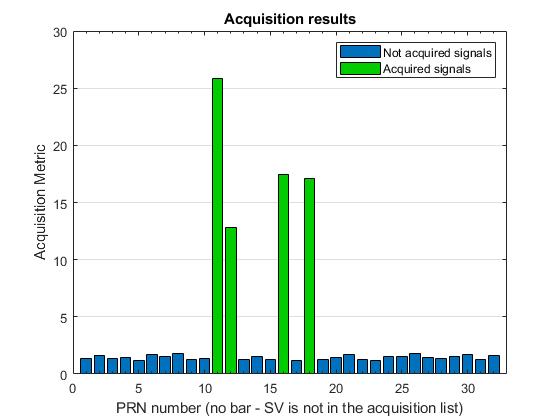 Acquisition results
30
25
20
15
10
5
0
Acquisition Metric
Not acquired signals
Acquired signals
0 5 10 15 20 25 30
PRN number (no bar - SV is not in the acquisition list)